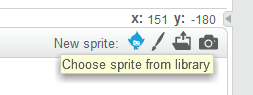 x: 151 y: -180
New sprite:
Choose sprite from library